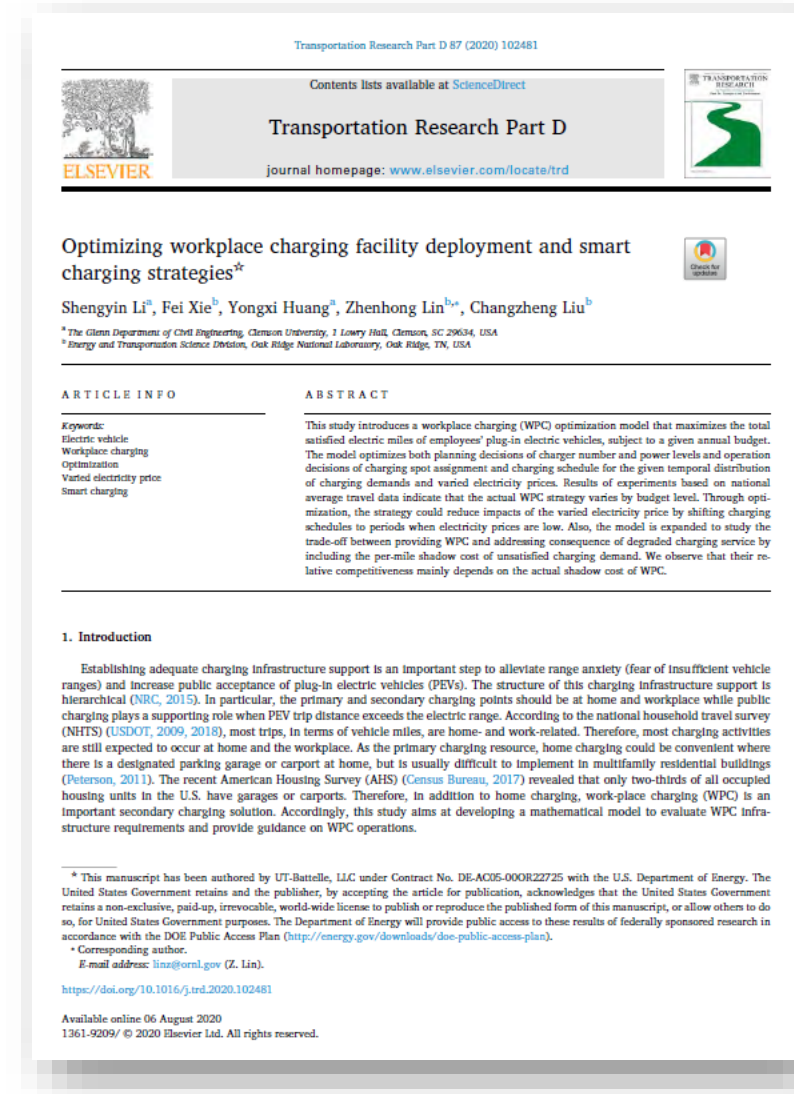 Transportation Research Part D 87 (2020) 102481
Contents lists available at ScienceDirect
Transportation Research Part D
journal homepage: www.elsevier.com/locate/trd
ELSEVIER
TRANSPORTATION
RESEARCH
Optimizing workplace charging facility deployment and smart
charging strategies☆
Check for
updates
Shengyin Liᵃ, Fei Xieᵇ, Yongxi Huangᵃ, Zhenhong Linᵇ,*, Changzheng Liuᵇ
ᵃ The Glenn Department of Civil Engineering, Clemson University, 1 Lowry Hall, Clemson, SC 29634, USA
ᵇ Energy and Transportation Science Division, Oak Ridge National Laboratory, Oak Ridge, TN, USA
ARTICLE INFO
Keywords:
Electric vehicle
Workplace charging
Optimization
Varied electricity price
Smart charging
ABSTRACT
This study introduces a workplace charging (WPC) optimization model that maximizes the total
satisfied electric miles of employees' plug-in electric vehicles, subject to a given annual budget.
The model optimizes both planning decisions of charger number and power levels and operation
decisions of charging spot assignment and charging schedule for the given temporal distribution
of charging demands and varied electricity prices. Results of experiments based on national
average travel data indicate that the actual WPC strategy varies by budget level. Through opti-
mization, the strategy could reduce impacts of the varied electricity price by shifting charging
schedules to periods when electricity prices are low. Also, the model is expanded to study the
trade-off between providing WPC and addressing consequence of degraded charging service by
including the per-mile shadow cost of unsatisfied charging demand. We observe that their re-
lative competitiveness mainly depends on the actual shadow cost of WPC.
1. Introduction
Establishing adequate charging infrastructure support is an important step to alleviate range anxiety (fear of insufficient vehicle
ranges) and increase public acceptance of plug-in electric vehicles (PEVs). The structure of this charging infrastructure support is
hierarchical (NRC, 2015). In particular, the primary and secondary charging points should be at home and workplace while public
charging plays a supporting role when PEV trip distance exceeds the electric range. According to the national household travel survey
(NHTS) (USDOT, 2009, 2018), most trips, in terms of vehicle miles, are home- and work-related. Therefore, most charging activities
are still expected to occur at home and the workplace. As the primary charging resource, home charging could be convenient where
there is a designated parking garage or carport at home, but is usually difficult to implement in multifamily residential buildings
(Peterson, 2011). The recent American Housing Survey (AHS) (Census Bureau, 2017) revealed that only two-thirds of all occupied
housing units in the U.S. have garages or carports. Therefore, in addition to home charging, work-place charging (WPC) is an
important secondary charging solution. Accordingly, this study aims at developing a mathematical model to evaluate WPC infra-
structure requirements and provide guidance on WPC operations.
☆ This manuscript has been authored by UT-Battelle, LLC under Contract No. DE-AC05-00OR22725 with the U.S. Department of Energy. The
United States Government retains and the publisher, by accepting the article for publication, acknowledges that the United States Government
retains a non-exclusive, paid-up, irrevocable, world-wide license to publish or reproduce the published form of this manuscript, or allow others to do
so, for United States Government purposes. The Department of Energy will provide public access to these results of federally sponsored research in
accordance with the DOE Public Access Plan (http://energy.gov/downloads/doe-public-access-plan).
* Corresponding author.
E-mail address: linz@ornl.gov (Z. Lin).
https://doi.org/10.1016/j.trd.2020.102481
Available online 06 August 2020
1361-9209/ © 2020 Elsevier Ltd. All rights reserved.